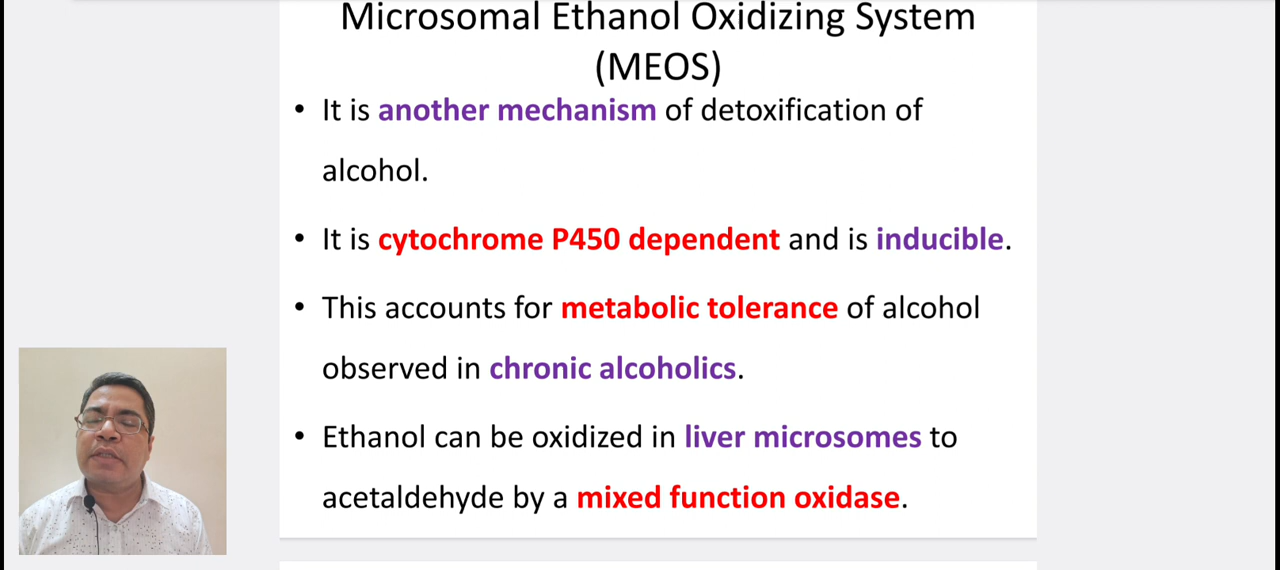 Microsomal Ethanol Oxidizing System
(MEOS)
• It is another mechanism of detoxification of
alcohol.
• It is cytochrome P450 dependent and is inducible.
• This accounts for metabolic tolerance of alcohol
observed in chronic alcoholics.
• Ethanol can be oxidized in liver microsomes to
acetaldehyde by a mixed function oxidase.